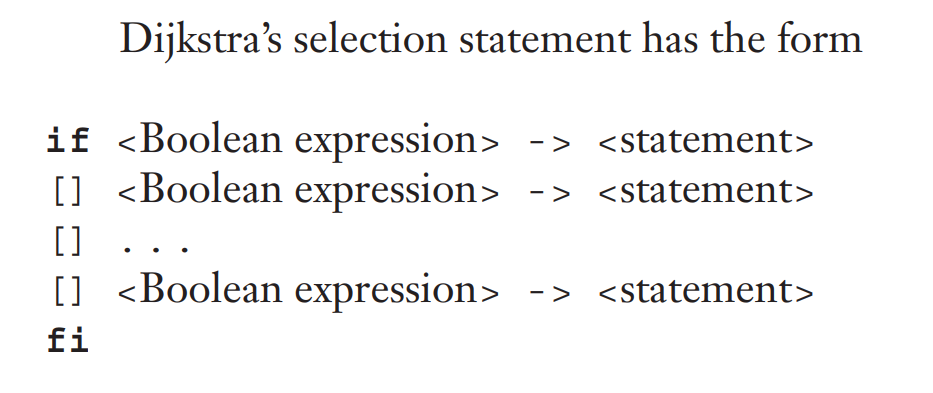 Dijkstra’s selection statement has the form
if <Boolean expression> -> <statement>
[] <Boolean expression> -> <statement>
[] . . .
[] <Boolean expression> -> <statement>
fi